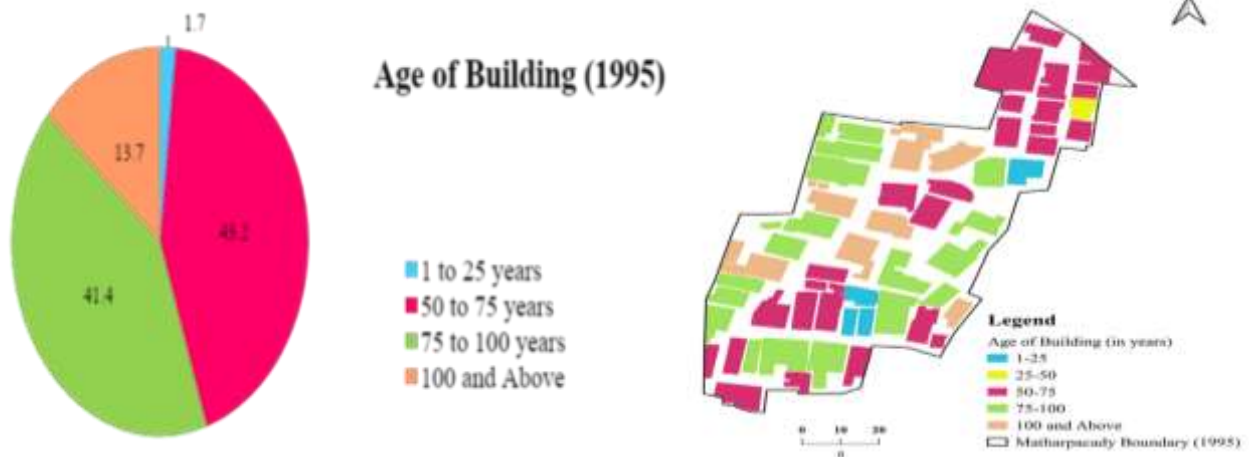 1.7
13.7
41.4
Age of Building (1995)
1 to 25 years
50 to 75 years
75 to 100 years
100 and Above
Legend
Age of Building (in years)
1-25
25-50
50-75
75-100
100 and Above
Matharpacady Boundary (1995)
0 10 20
0